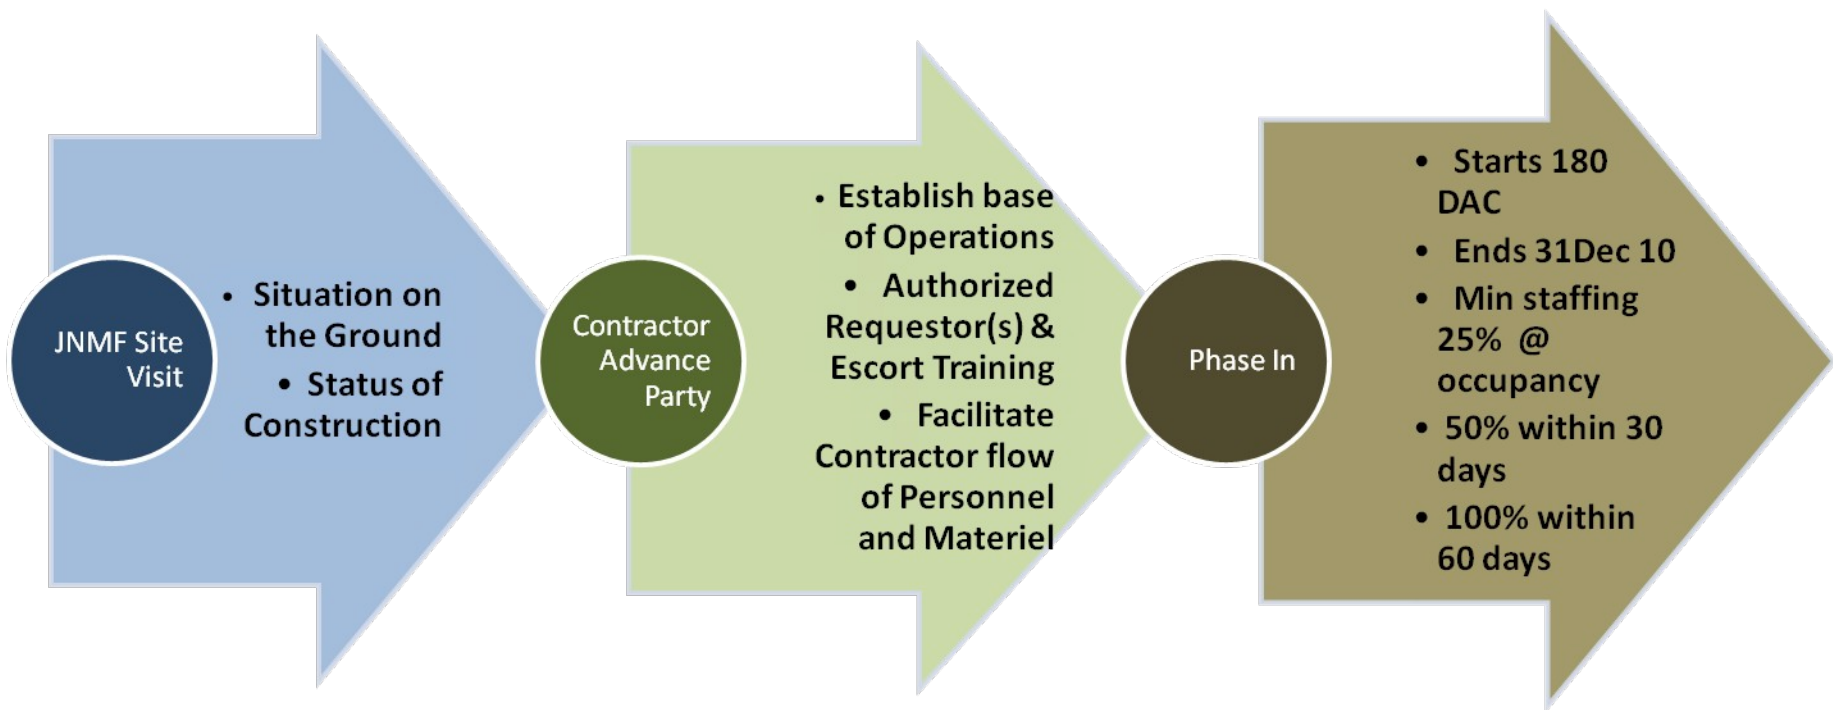 JNMF Site
Visit
• Situation on
the Ground
• Status of
Construction
Contractor
Advance
Party
• Establish base
of Operations
• Authorized
Requestor(s) &
Escort Training
• Facilitate
Contractor flow
of Personnel
and Materiel
Phase In
• Starts 180
DAC
• Ends 31Dec 10
• Min staffing
25% @
occupancy
• 50% within 30
days
• 100% within
60 days